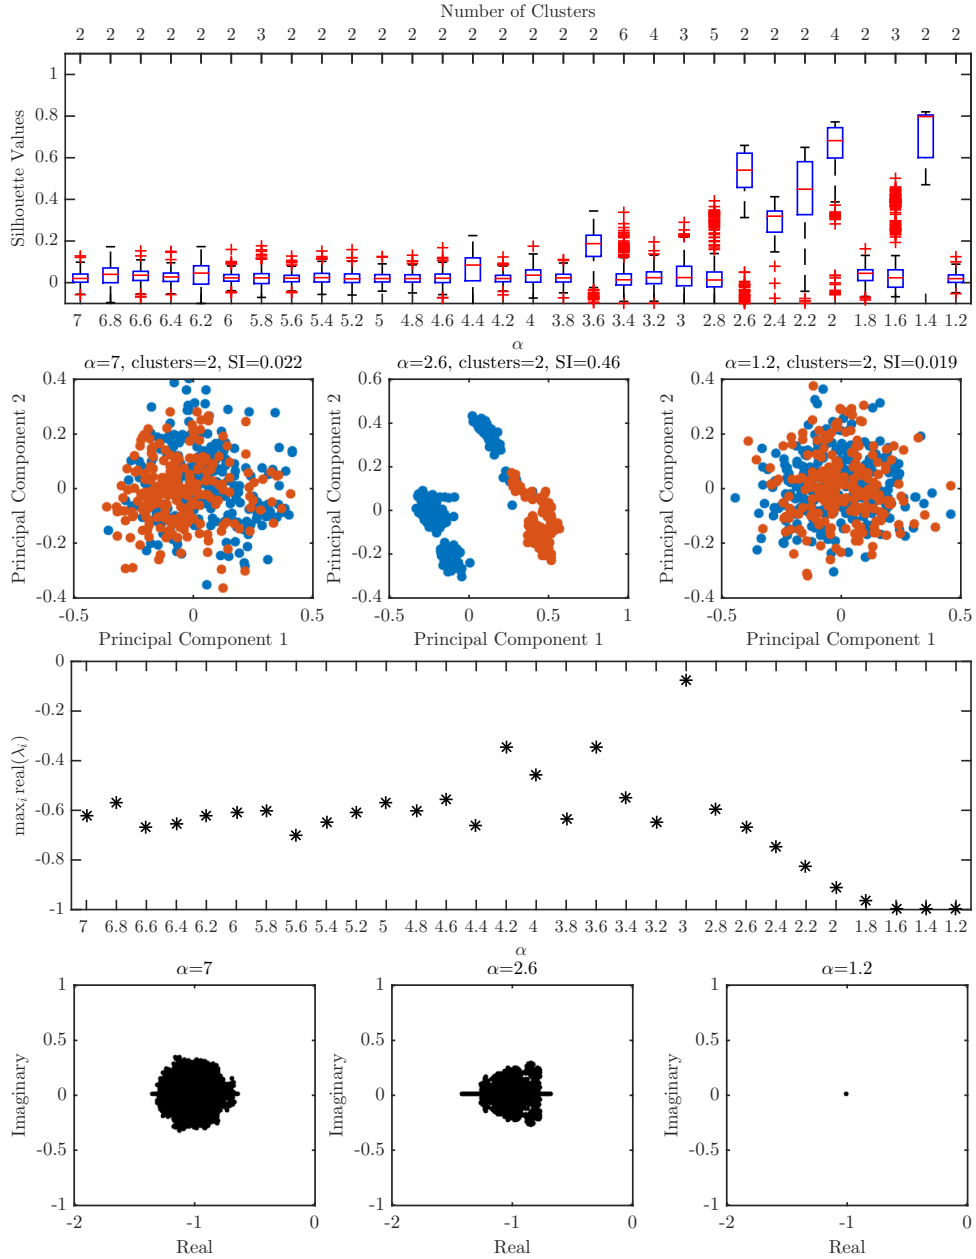 Number of Clusters
2 2 2 2 2 2 3 2 2 2 2 2 2 2 2 2 2 2 6 4 3 5 2 2 2 4 2 3 2 2
Silhouette Values
1
0.8
0.6
0.4
0.2
0
7 6.8 6.6 6.4 6.2 6 5.8 5.6 5.4 5.2 5 4.8 4.6 4.4 4.2 4 3.8 3.6 3.4 3.2 3 2.8 2.6 2.4 2.2 2 1.8 1.6 1.4 1.2
α
α=7, clusters=2, SI=0.022
Principal Component 2
0.4
0.2
0
-0.2
-0.4
-0.5 0 0.5
Principal Component 1
α=2.6, clusters=2, SI=0.46
Principal Component 2
0.6
0.4
0.2
0
-0.2
-0.4
-0.5 0 0.5 1
Principal Component 1
α=1.2, clusters=2, SI=0.019
Principal Component 2
0.4
0.2
0
-0.2
-0.4
-0.5 0 0.5
Principal Component 1
max_i real(λ_i)
0
-0.2
-0.4
-0.6
-0.8
-1
7 6.8 6.6 6.4 6.2 6 5.8 5.6 5.4 5.2 5 4.8 4.6 4.4 4.2 4 3.8 3.6 3.4 3.2 3 2.8 2.6 2.4 2.2 2 1.8 1.6 1.4 1.2
α
α=7
Imaginary
1
0.5
0
-0.5
-1
-2 -1 0
Real
α=2.6
Imaginary
1
0.5
0
-0.5
-1
-2 -1 0
Real
α=1.2
Imaginary
1
0.5
0
-0.5
-1
-2 -1 0
Real